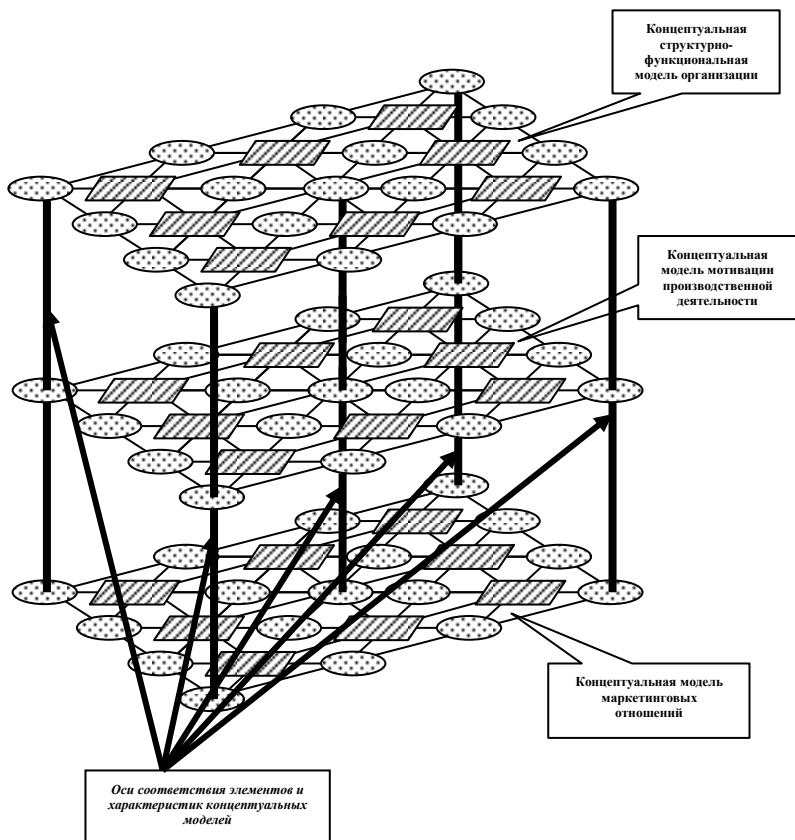 Концептуальная
структурно-
функциональная
модель организации
Концептуальная
модель мотивации
производственной
деятельности
Концептуальная модель
маркетинговых
отношений
Оси соответствия элементов и
характеристик концептуальных
моделей